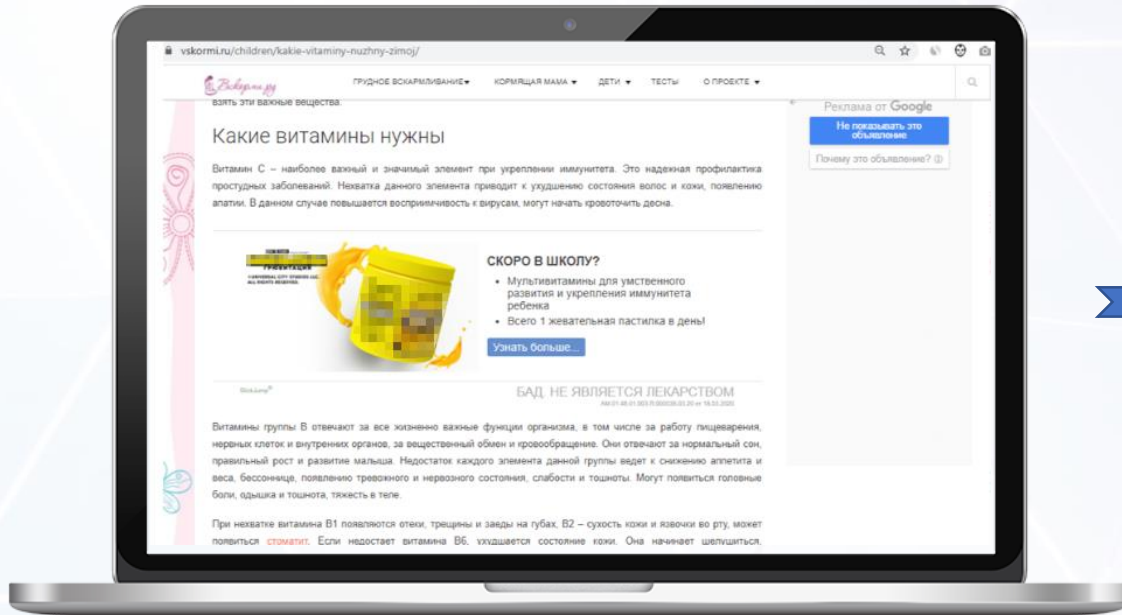 vskormi.ru/children/kakie-vitaminy-nuzhny-zimoj/
Вскорми.ру
ГРУДНОЕ ВСКАРМЛИВАНИЕ КОРМЯЩАЯ МАМА ДЕТИ ТЕСТЫ О ПРОЕКТЕ
взять эти важные вещества.
Какие витамины нужны
Витамин С – наиболее важный и значимый элемент при укреплении иммунитета. Это надежная профилактика
простудных заболеваний. Нехватка данного элемента приводит к ухудшению состояния волос и кожи, появлению
апатии. В данном случае повышается восприимчивость к вирусам, могут начать кровоточить десна.
ALL RIGHTS RESERVED.
СКОРО В ШКОЛУ?
• Мультивитамины для умственного
развития и укрепления иммунитета
ребенка
• Всего 1 жевательная пастилка в день!
Узнать больше...
БАД. НЕ ЯВЛЯЕТСЯ ЛЕКАРСТВОМ
Витамины группы В отвечают за все жизненно важные функции организма, в том числе за работу пищеварения,
нервных клеток и внутренних органов, за вещественный обмен и кровообращение. Они отвечают за нормальный сон,
правильный рост и развитие малыша. Недостаток каждого элемента данной группы ведет к снижению аппетита и
веса, бессоннице, появлению тревожного и нервозного состояния, слабости и тошноты. Могут появиться головные
боли, одышка и тошнота, тяжесть в теле.
При нехватке витамина В1 появляются отеки, трещины и заеды на губах, В2 – сухость кожи и язвочки во рту, может
появиться стоматит. Если недостает витамина В6, ухудшается состояние кожи. Она начинает шелушиться,
Реклама от Google
Не показывать это
объявление
Почему это объявление?